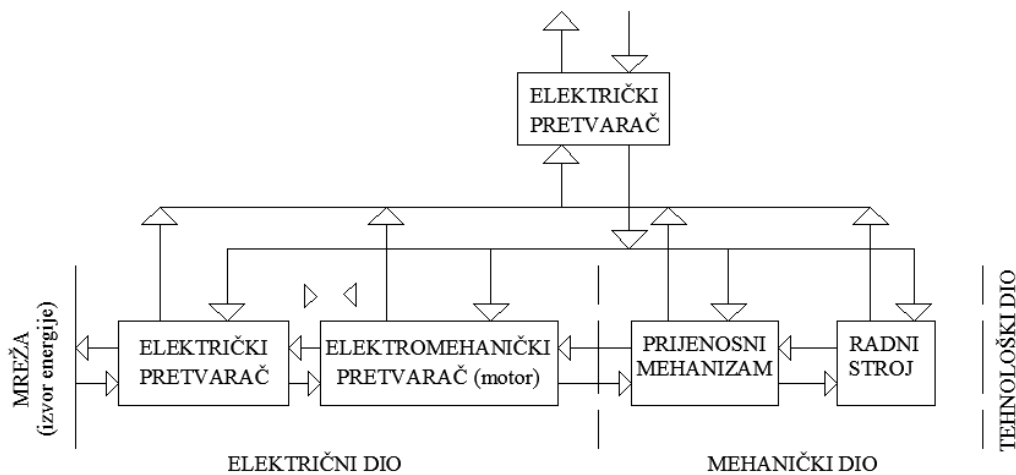 ELEKTRIČKI
PRETVARAČ
MREŽA
(izvor energije)
ELEKTRIČKI
PRETVARAČ
ELEKTROMEHANIČKI
PRETVARAČ (motor)
PRIJENOSNI
MEHANIZAM
RADNI
STROJ
TEHNOLOŠKI DIO
ELEKTRIČNI DIO
MEHANIČKI DIO